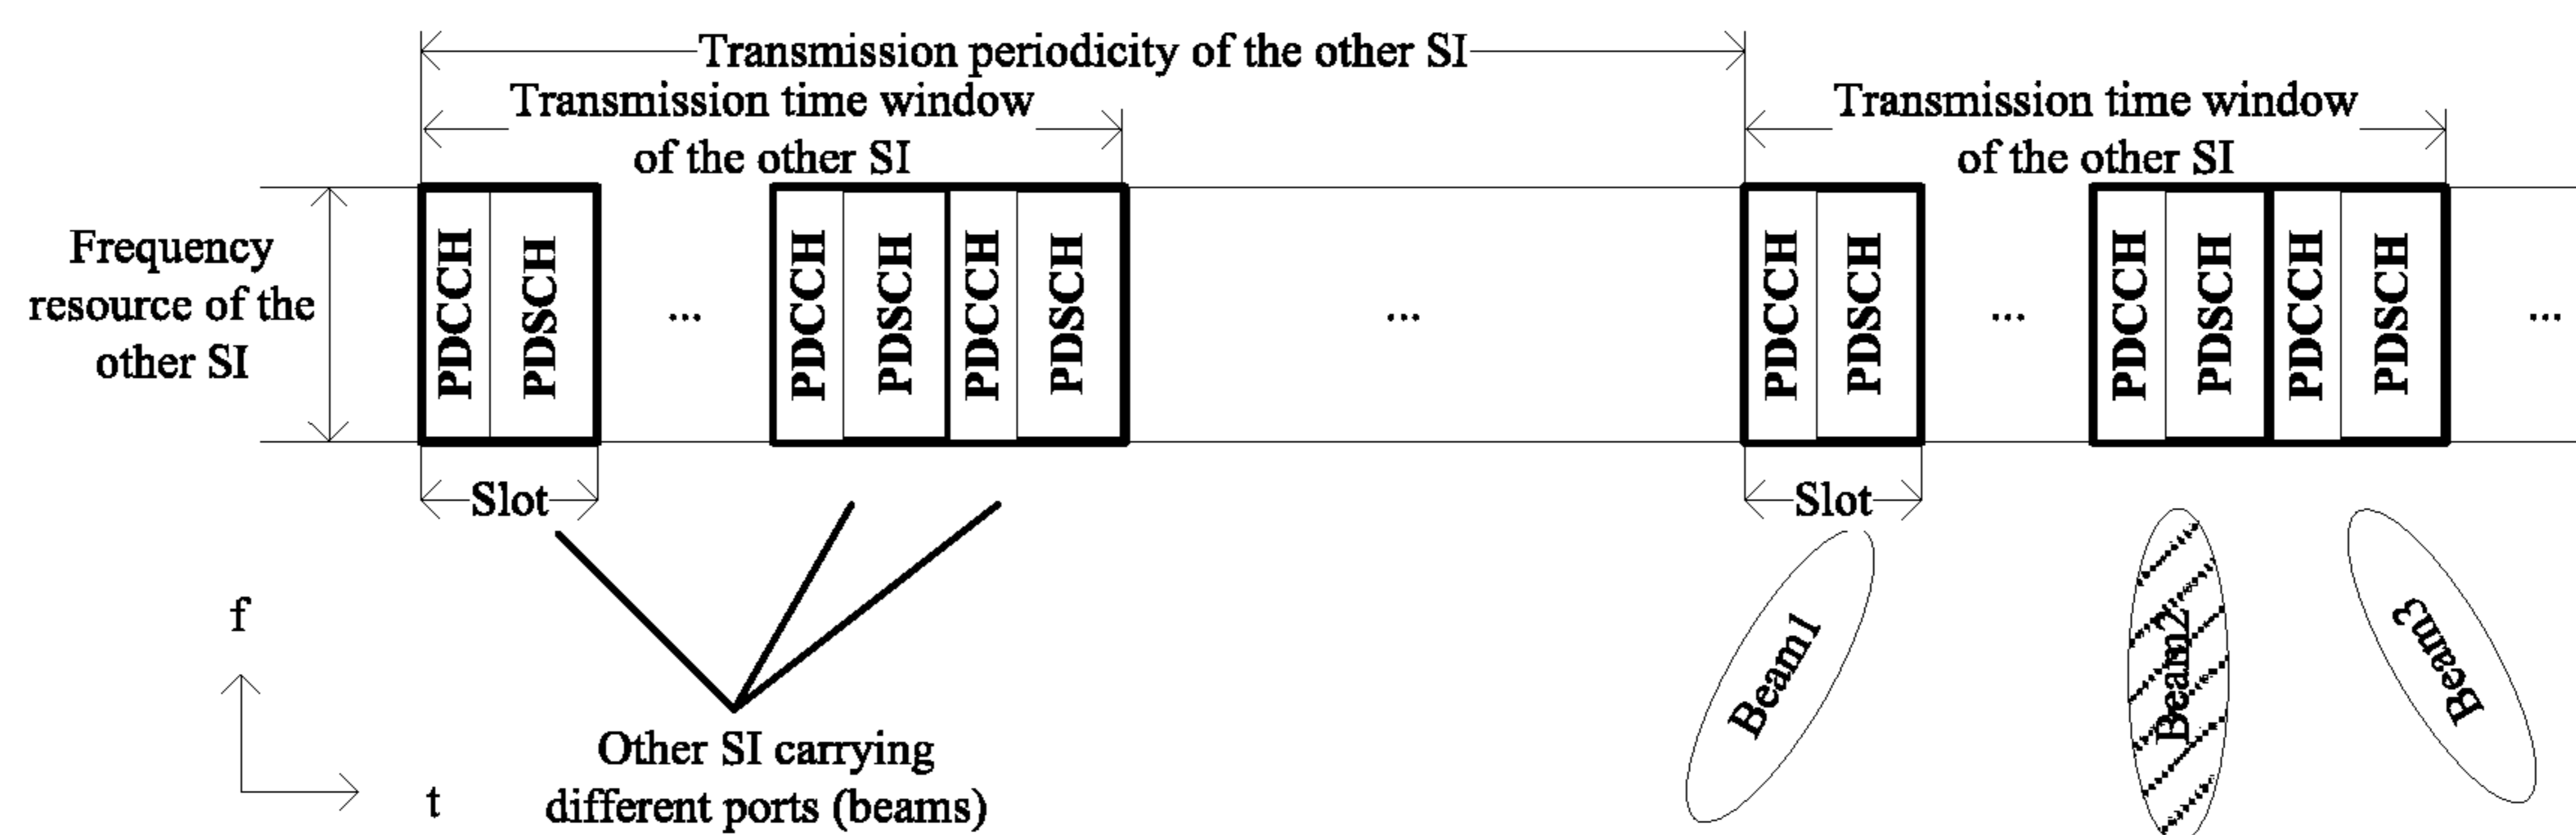 Transmission periodicity of the other SI
Transmission time window
of the other SI
Transmission time window
of the other SI
Frequency
resource of the
other SI
PDCCH
PDSCH
...
PDCCH
PDSCH
PDCCH
PDSCH
...
PDCCH
PDSCH
...
PDCCH
PDSCH
PDCCH
PDSCH
...
Slot
Slot
f
t
Other SI carrying
different ports (beams)
Beam1
Beam2
Beam3